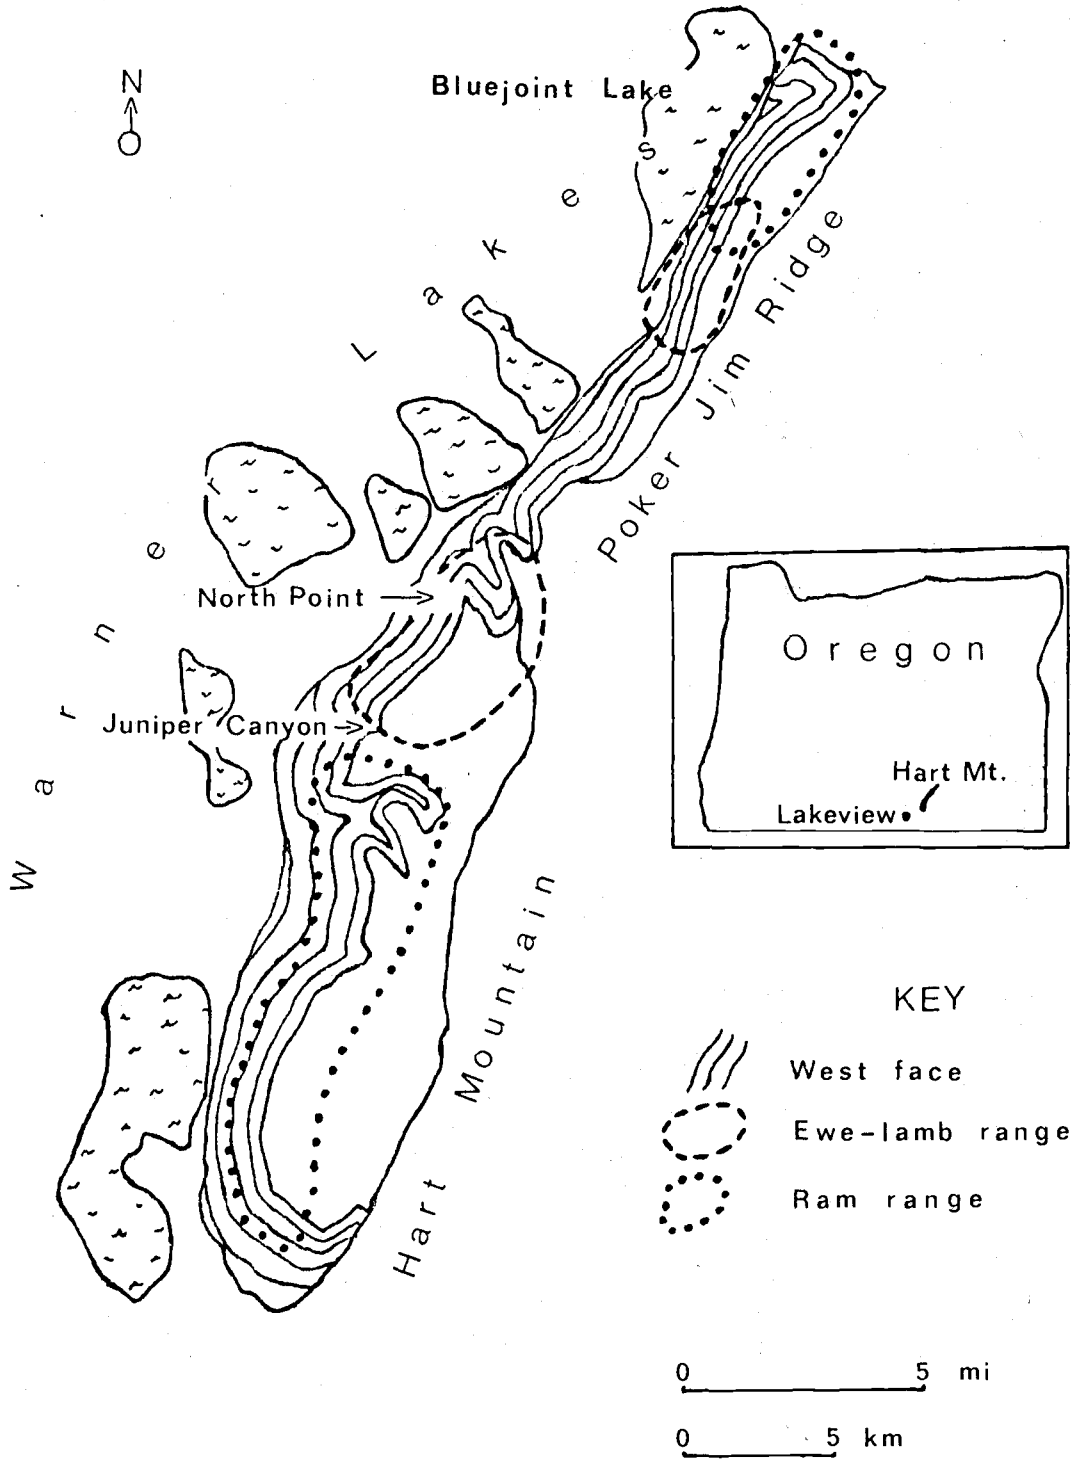 N
Bluejoint Lake
Warner Lakes
Poker Jim Ridge
North Point
Juniper Canyon
Hart Mountain
Oregon
Hart Mt.
Lakeview
KEY
West face
Ewe-lamb range
Ram range
0 5 mi
0 5 km